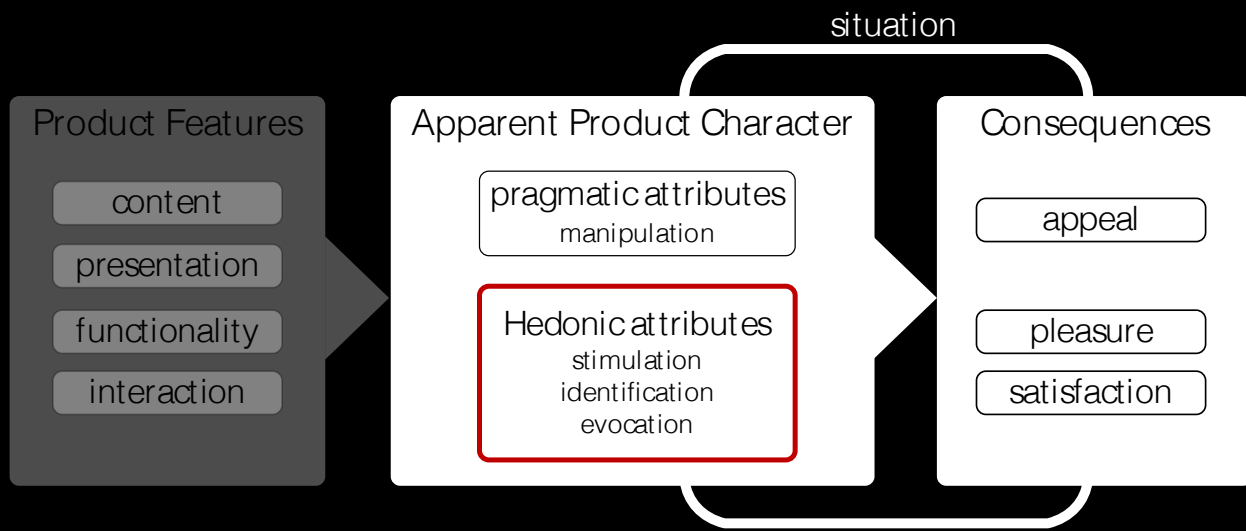 situation
Product Features
content
presentation
functionality
interaction
Apparent Product Character
pragmatic attributes
manipulation
Hedonic attributes
stimulation
identification
evocation
Consequences
appeal
pleasure
satisfaction